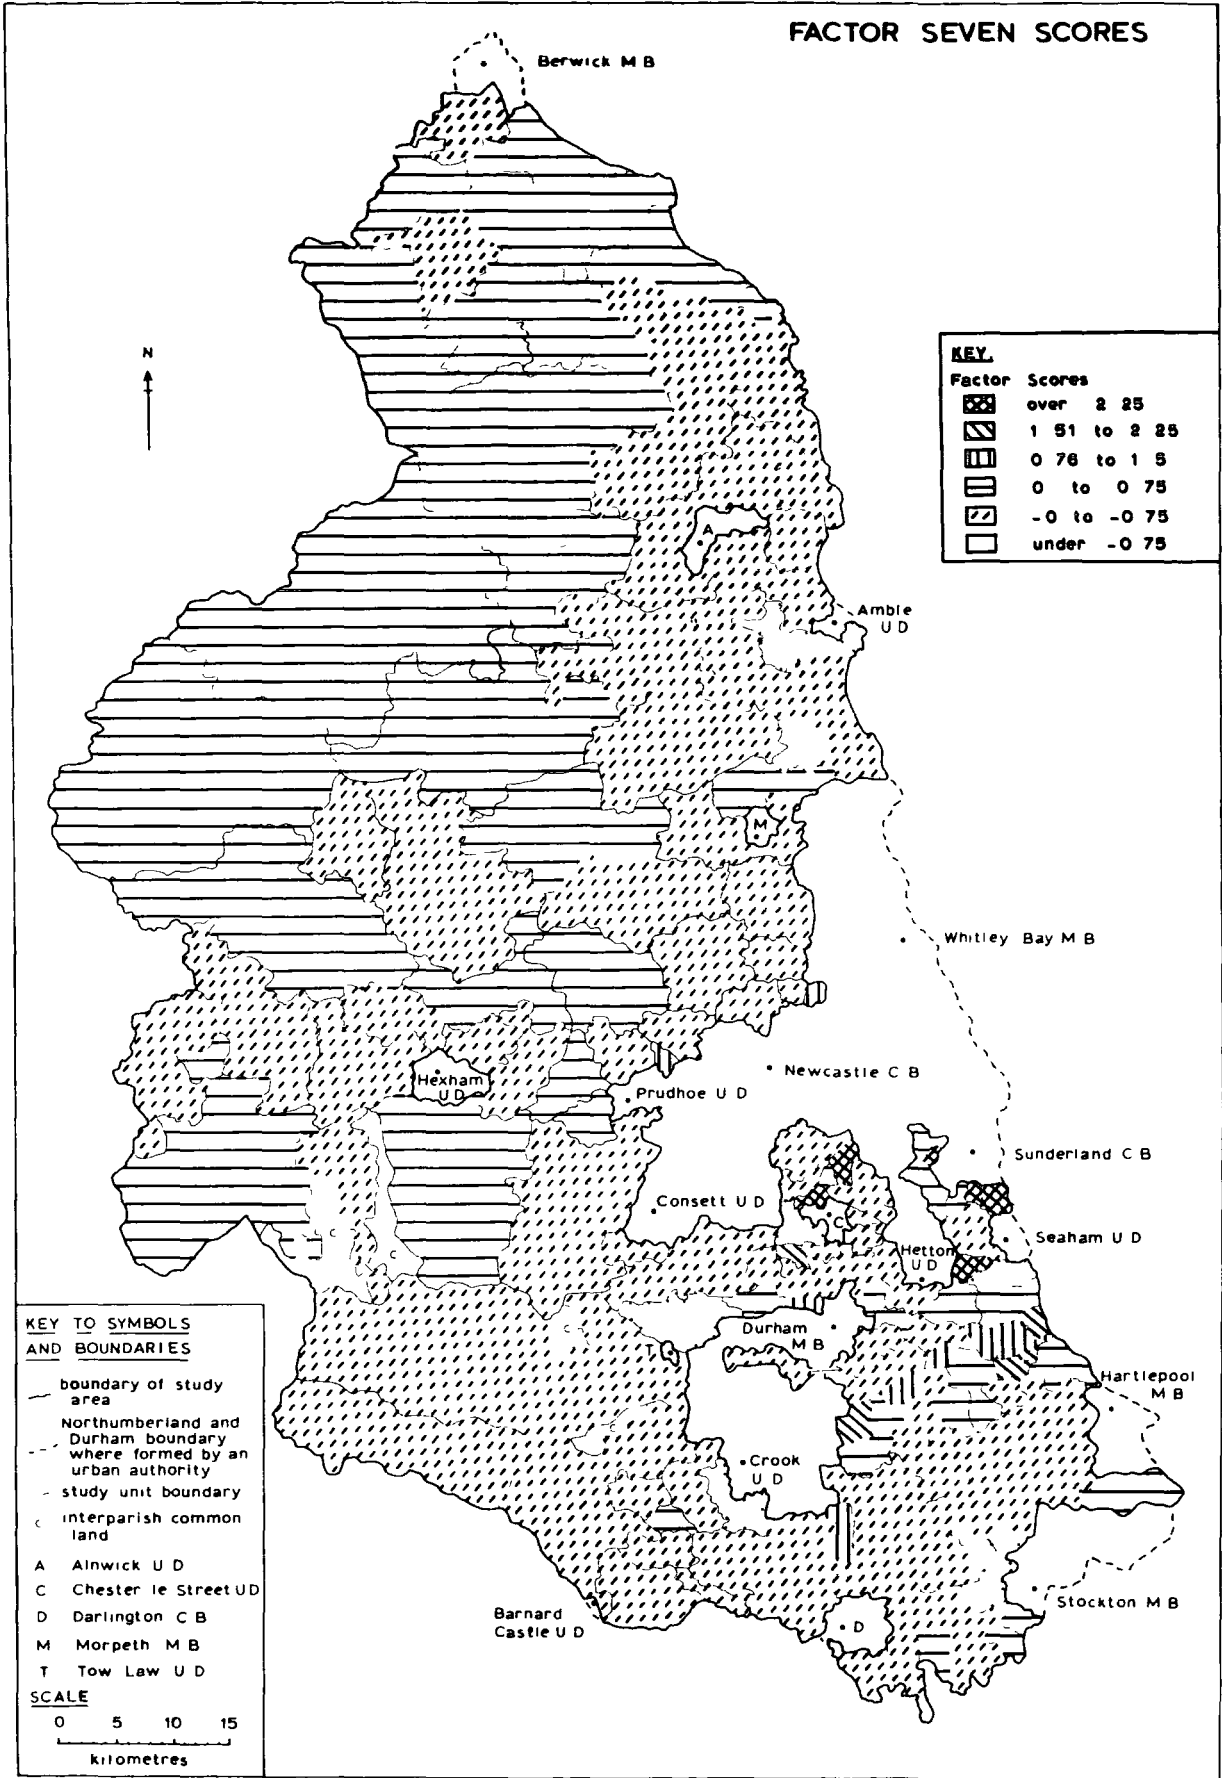 FACTOR SEVEN SCORES
Berwick M B
N
KEY.
Factor Scores
over 2 25
1 51 to 2 25
0 76 to 1 5
0 to 0 75
-0 to -0 75
under -0 75
A
Amble
U D
M
Whitley Bay M B
Newcastle C B
Hexham
U D
Prudhoe U D
Sunderland C B
Consett U D
C
Seaham U D
Hetton
U D
c
c
c
Durham
M B
T
Hartlepool
M B
c
Crook
U D
Stockton M B
Barnard
Castle U D
D
KEY TO SYMBOLS
AND BOUNDARIES
boundary of study
area
Northumberland and
Durham boundary
where formed by an
urban authority
study unit boundary
c interparish common
land
A Alnwick U D
C Chester le Street U D
D Darlington C B
M Morpeth M B
T Tow Law U D
SCALE
0 5 10 15
kilometres